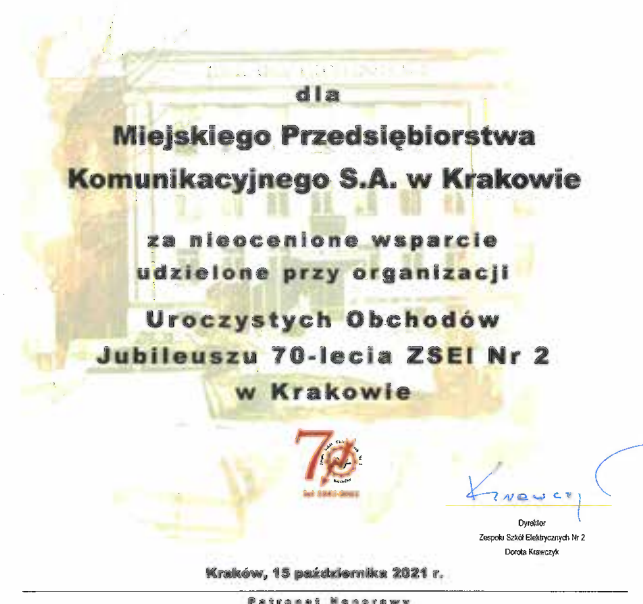 dla
Miejskiego Przedsiębiorstwa
Komunikacyjnego S.A. w Krakowie
za nieocenione wsparcie
udzielone przy organizacji
Uroczystych Obchodów
Jubileuszu 70-lecia ZSEI Nr 2
w Krakowie
70
Krawczyk
Dyrektor
Zespołu Szkół Elektrycznych Nr 2
Dorota Krawczyk
Kraków, 15 października 2021 r.
Patronat Honorowy